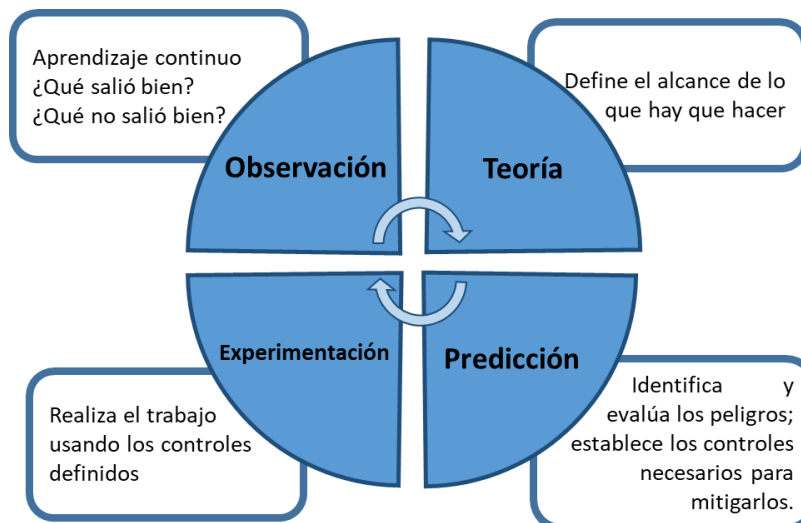 Aprendizaje continuo
¿Qué salió bien?
¿Qué no salió bien?
Define el alcance de lo
que hay que hacer
Observación
Teoría
Experimentación
Predicción
Realiza el trabajo
usando los controles
definidos
Identifica y
evalúa los peligros;
establece los controles
necesarios para
mitigarlos.